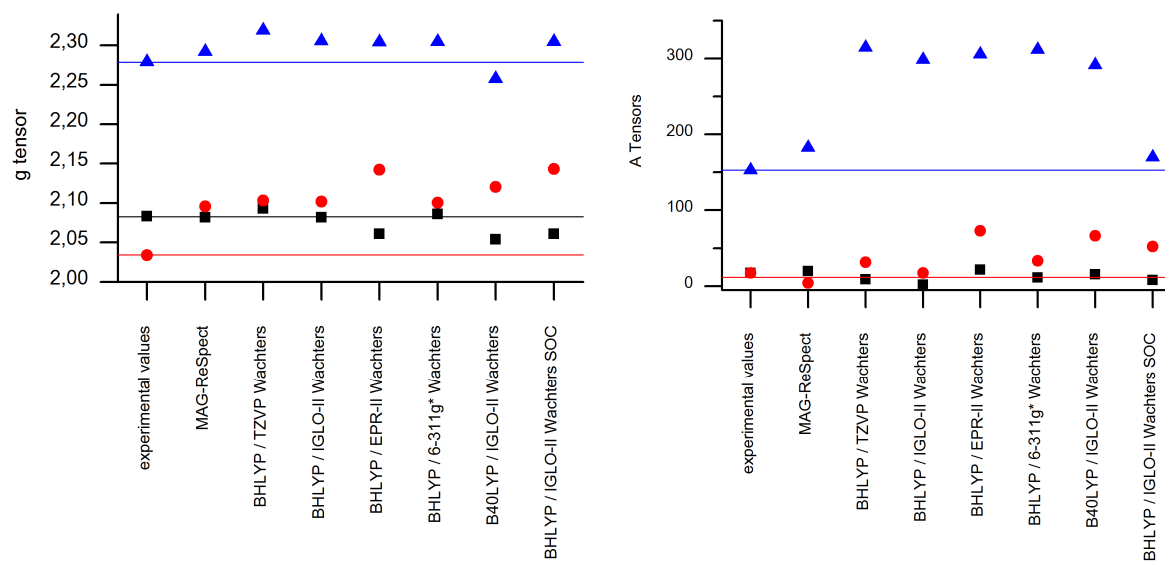 g tensor
2,30
2,25
2,20
2,15
2,10
2,05
2,00
experimental values
MAG-ReSpect
BHLYP / TZVP Wachters
BHLYP / IGLO-II Wachters
BHLYP / EPR-II Wachters
BHLYP / 6-311g* Wachters
B40LYP / IGLO-II Wachters
BHLYP / IGLO-II Wachters SOC
A Tensors
300
200
100
0
experimental values
MAG-ReSpect
BHLYP / TZVP Wachters
BHLYP / IGLO-II Wachters
BHLYP / EPR-II Wachters
BHLYP / 6-311g* Wachters
B40LYP / IGLO-II Wachters
BHLYP / IGLO-II Wachters SOC